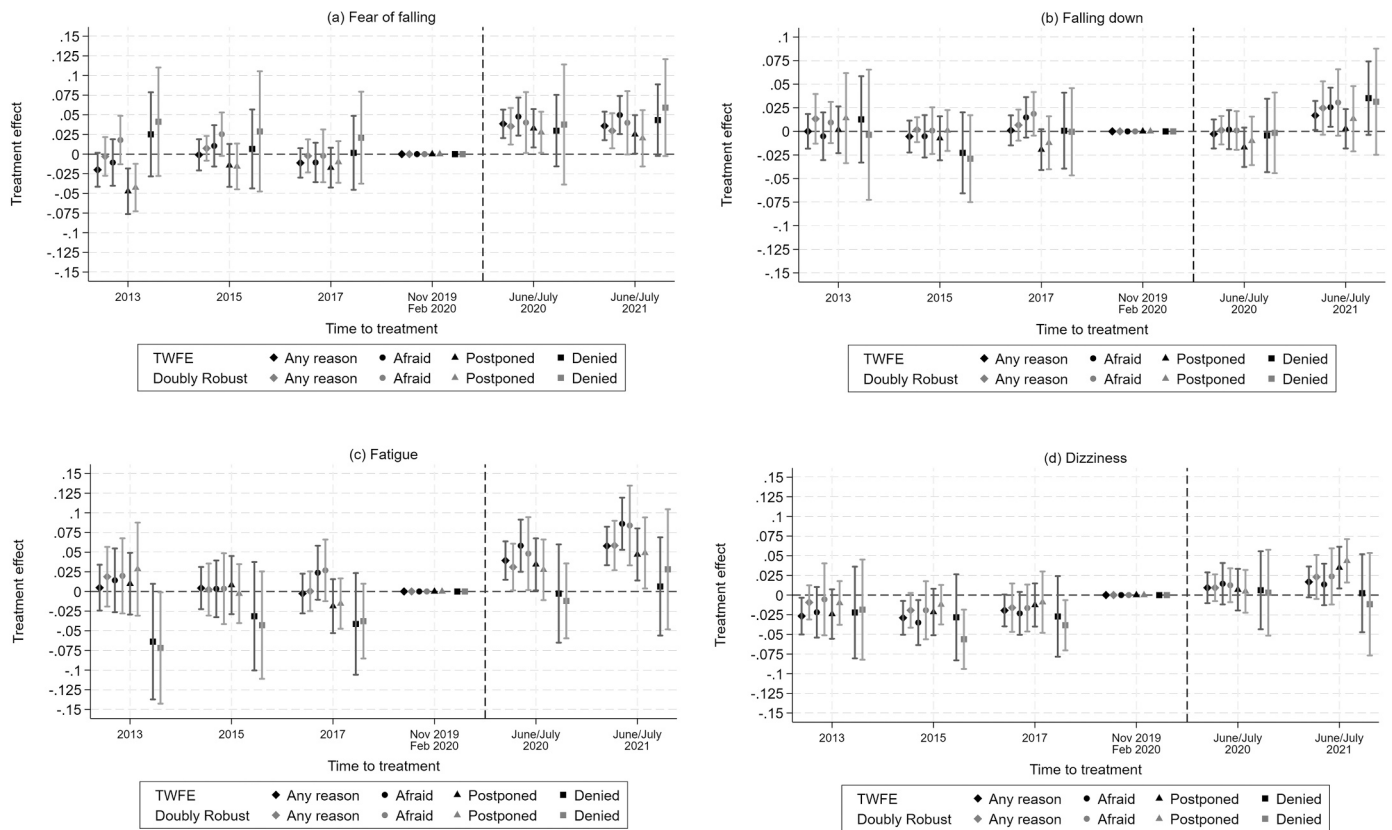 (a) Fear of falling
.15
.125
.1
.075
.05
.025
0
-.025
-.05
-.075
-.1
-.125
-.15
Treatment effect
2013
2015
2017
Nov 2019
Feb 2020
June/July
2020
June/July
2021
Time to treatment
TWFE Any reason Afraid Postponed Denied
Doubly Robust Any reason Afraid Postponed Denied
(b) Falling down
.1
.075
.05
.025
0
-.025
-.05
-.075
-.1
-.125
-.15
Treatment effect
2013
2015
2017
Nov 2019
Feb 2020
June/July
2020
June/July
2021
Time to treatment
TWFE Any reason Afraid Postponed Denied
Doubly Robust Any reason Afraid Postponed Denied
(c) Fatigue
.15
.125
.1
.075
.05
.025
0
-.025
-.05
-.075
-.1
-.125
-.15
Treatment effect
2013
2015
2017
Nov 2019
Feb 2020
June/July
2020
June/July
2021
Time to treatment
TWFE Any reason Afraid Postponed Denied
Doubly Robust Any reason Afraid Postponed Denied
(d) Dizziness
.15
.125
.1
.075
.05
.025
0
-.025
-.05
-.075
-.1
-.125
-.15
Treatment effect
2013
2015
2017
Nov 2019
Feb 2020
June/July
2020
June/July
2021
Time to treatment
TWFE Any reason Afraid Postponed Denied
Doubly Robust Any reason Afraid Postponed Denied